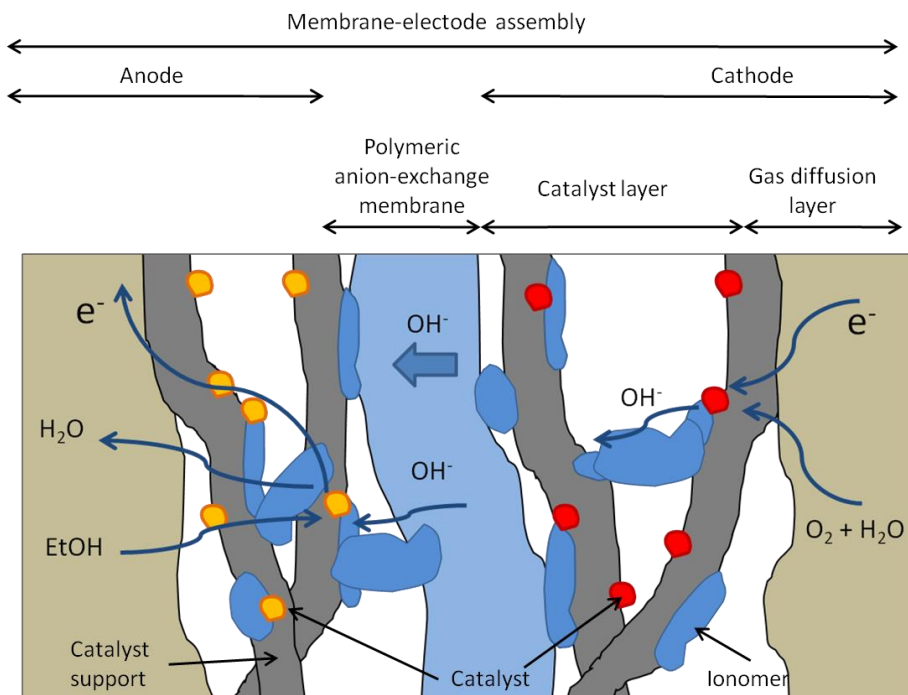 Membrane-electode assembly
Anode
Cathode
Polymeric
anion-exchange
membrane
Catalyst layer
Gas diffusion
layer
e⁻
OH⁻
e⁻
OH⁻
H₂O
OH⁻
EtOH
O₂ + H₂O
Catalyst
support
Catalyst
Ionomer